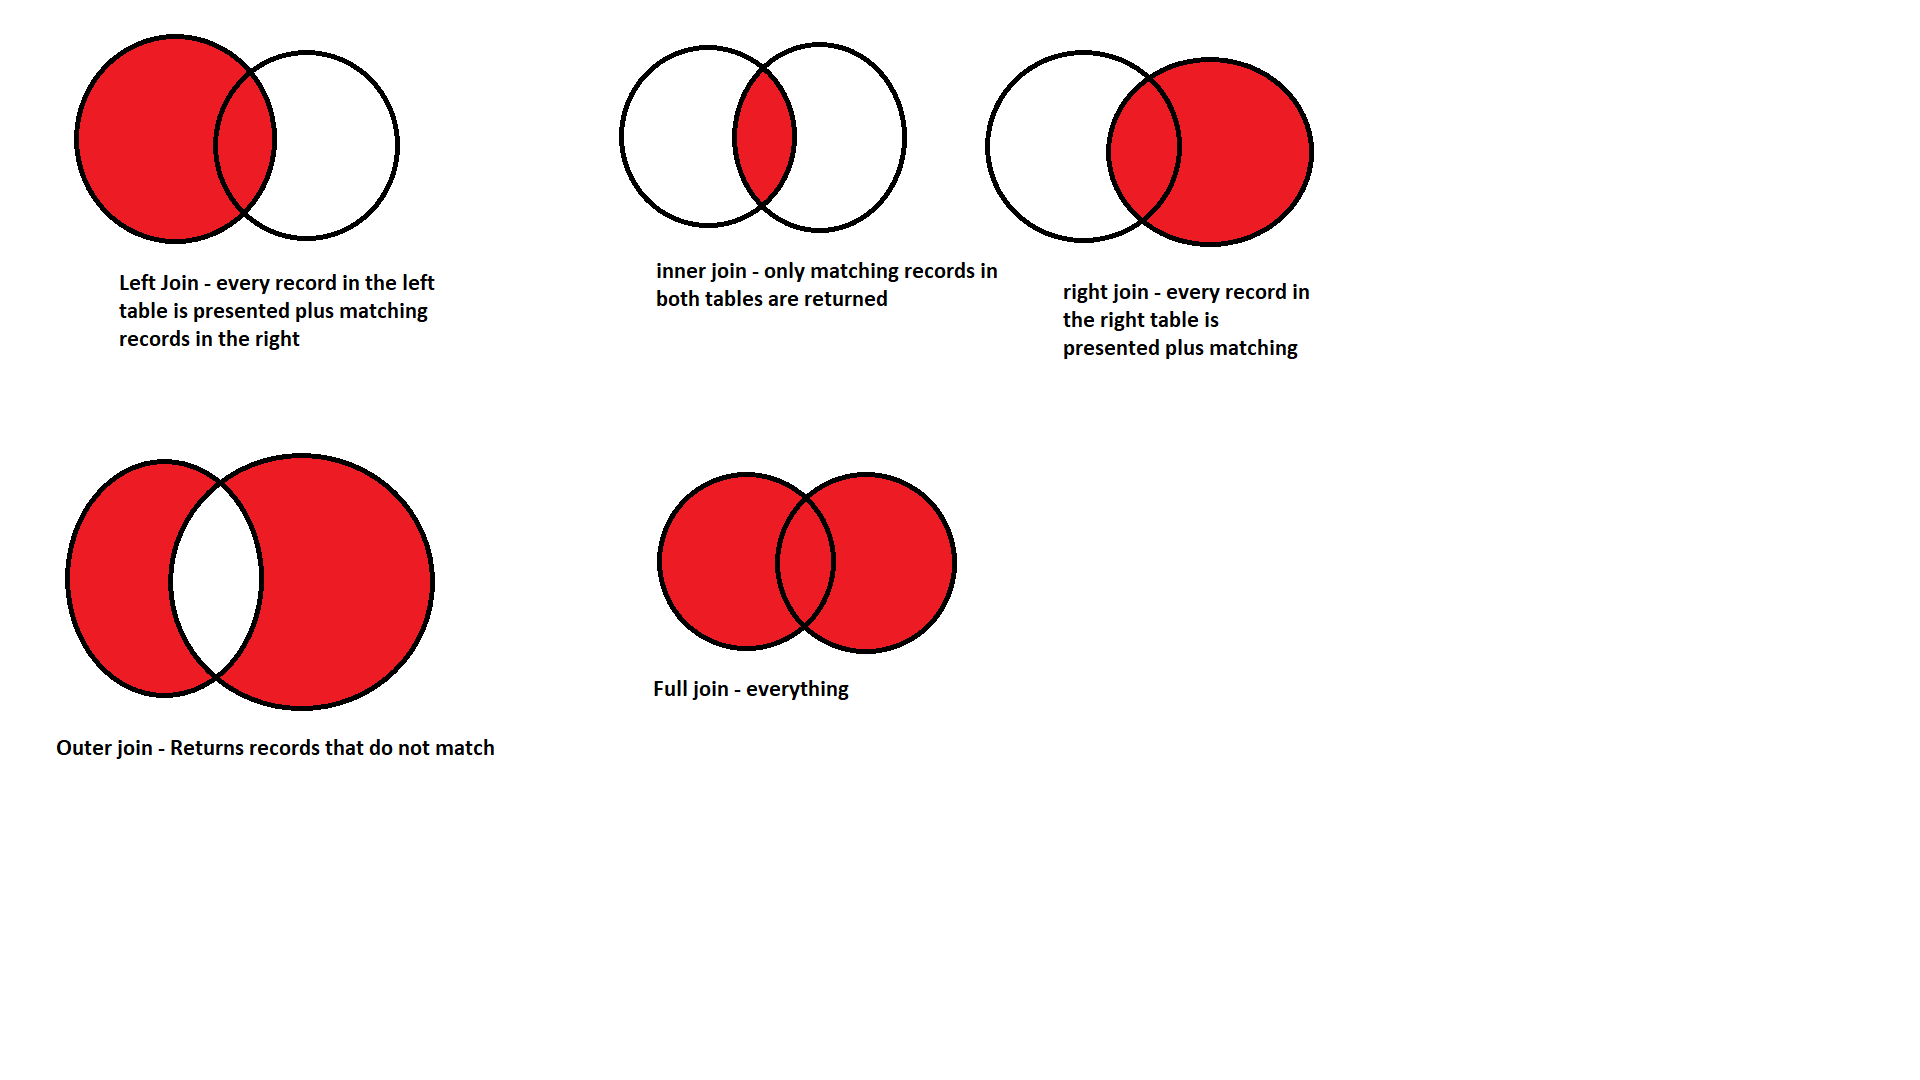 Left Join - every record in the left
table is presented plus matching
records in the right
inner join - only matching records in
both tables are returned
right join - every record in
the right table is
presented plus matching
Outer join - Returns records that do not match
Full join - everything